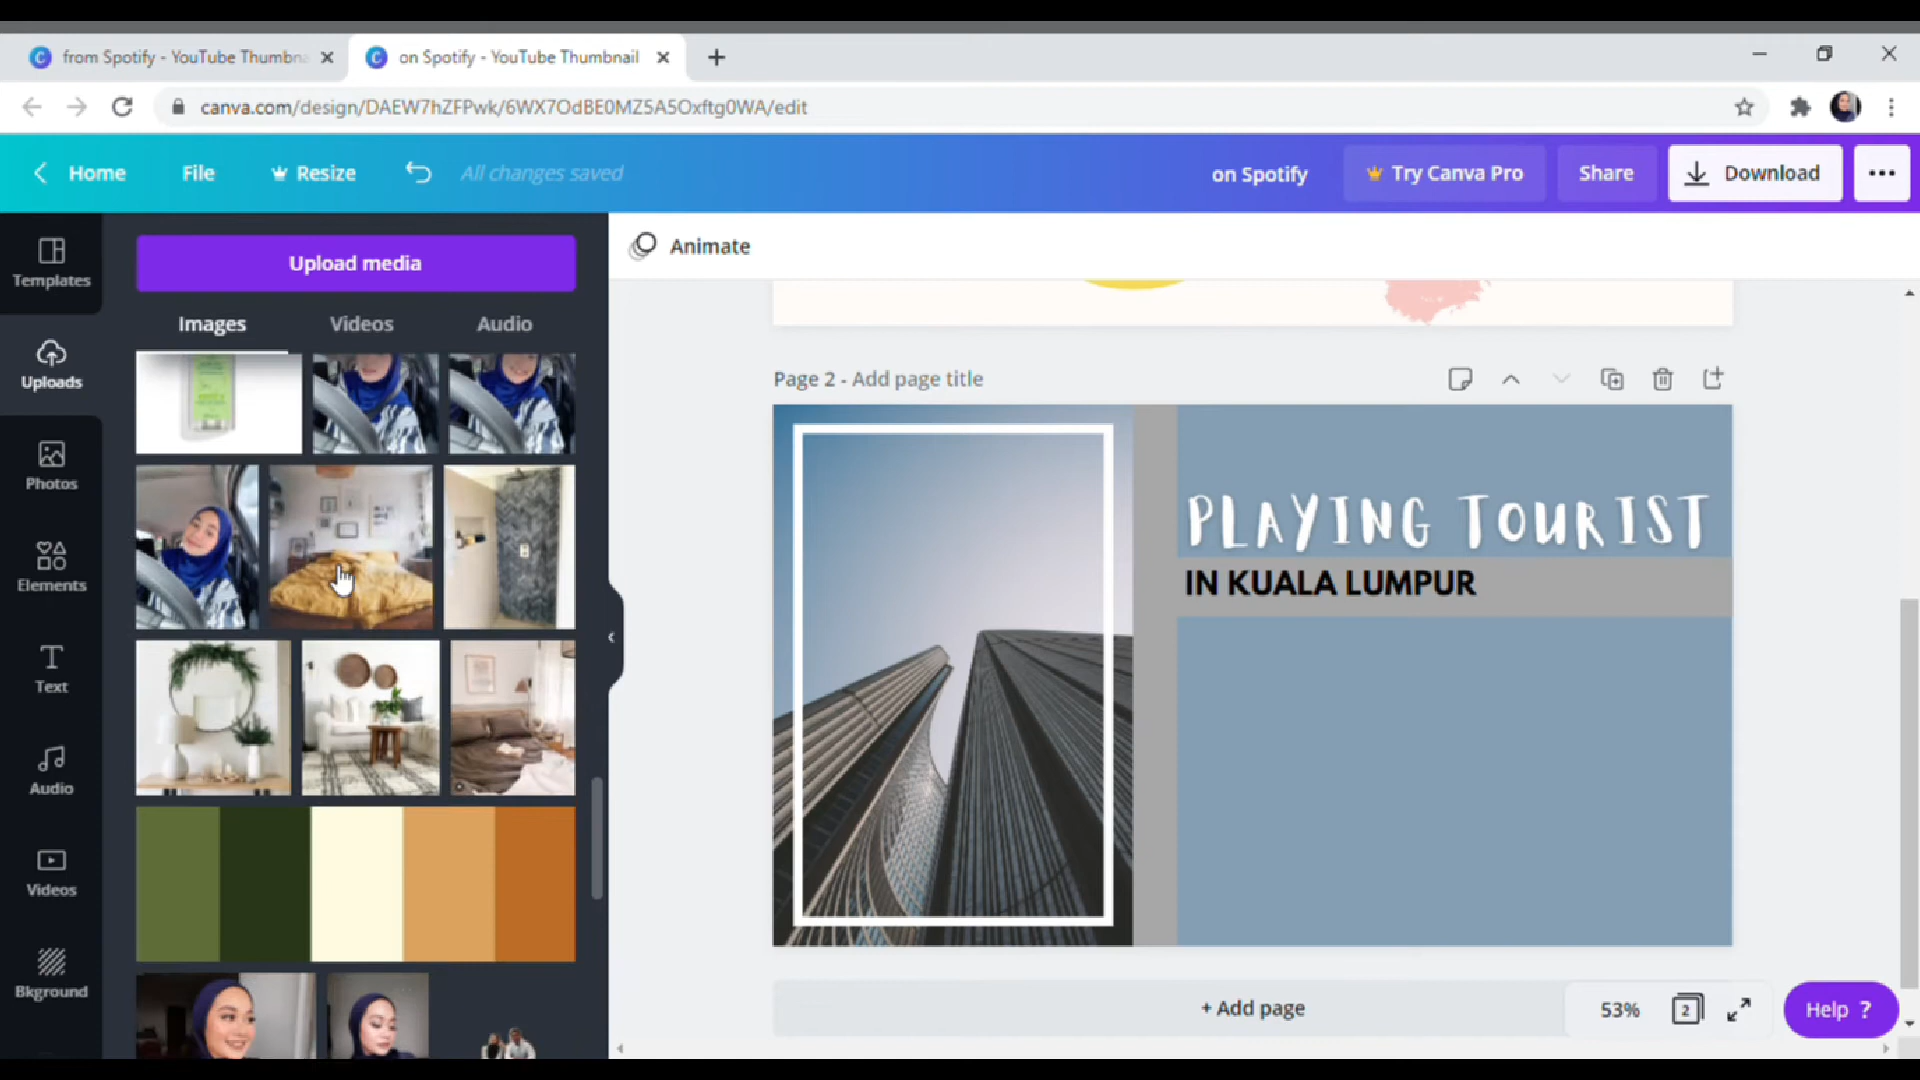 from Spotify - YouTube Thumbna
on Spotify - YouTube Thumbnail
canva.com/design/DAEW7hZFPwk/6WX7OdBE0MZ5A5Oxftg0WA/edit
Home
File
Resize
All changes saved
on Spotify
Try Canva Pro
Share
Download
Templates
Uploads
Photos
Elements
Text
Audio
Videos
Bkground
Upload media
Images
Videos
Audio
Animate
Page 2 - Add page title
PLAYING TOURIST
IN KUALA LUMPUR
+ Add page
53%
2
Help ?